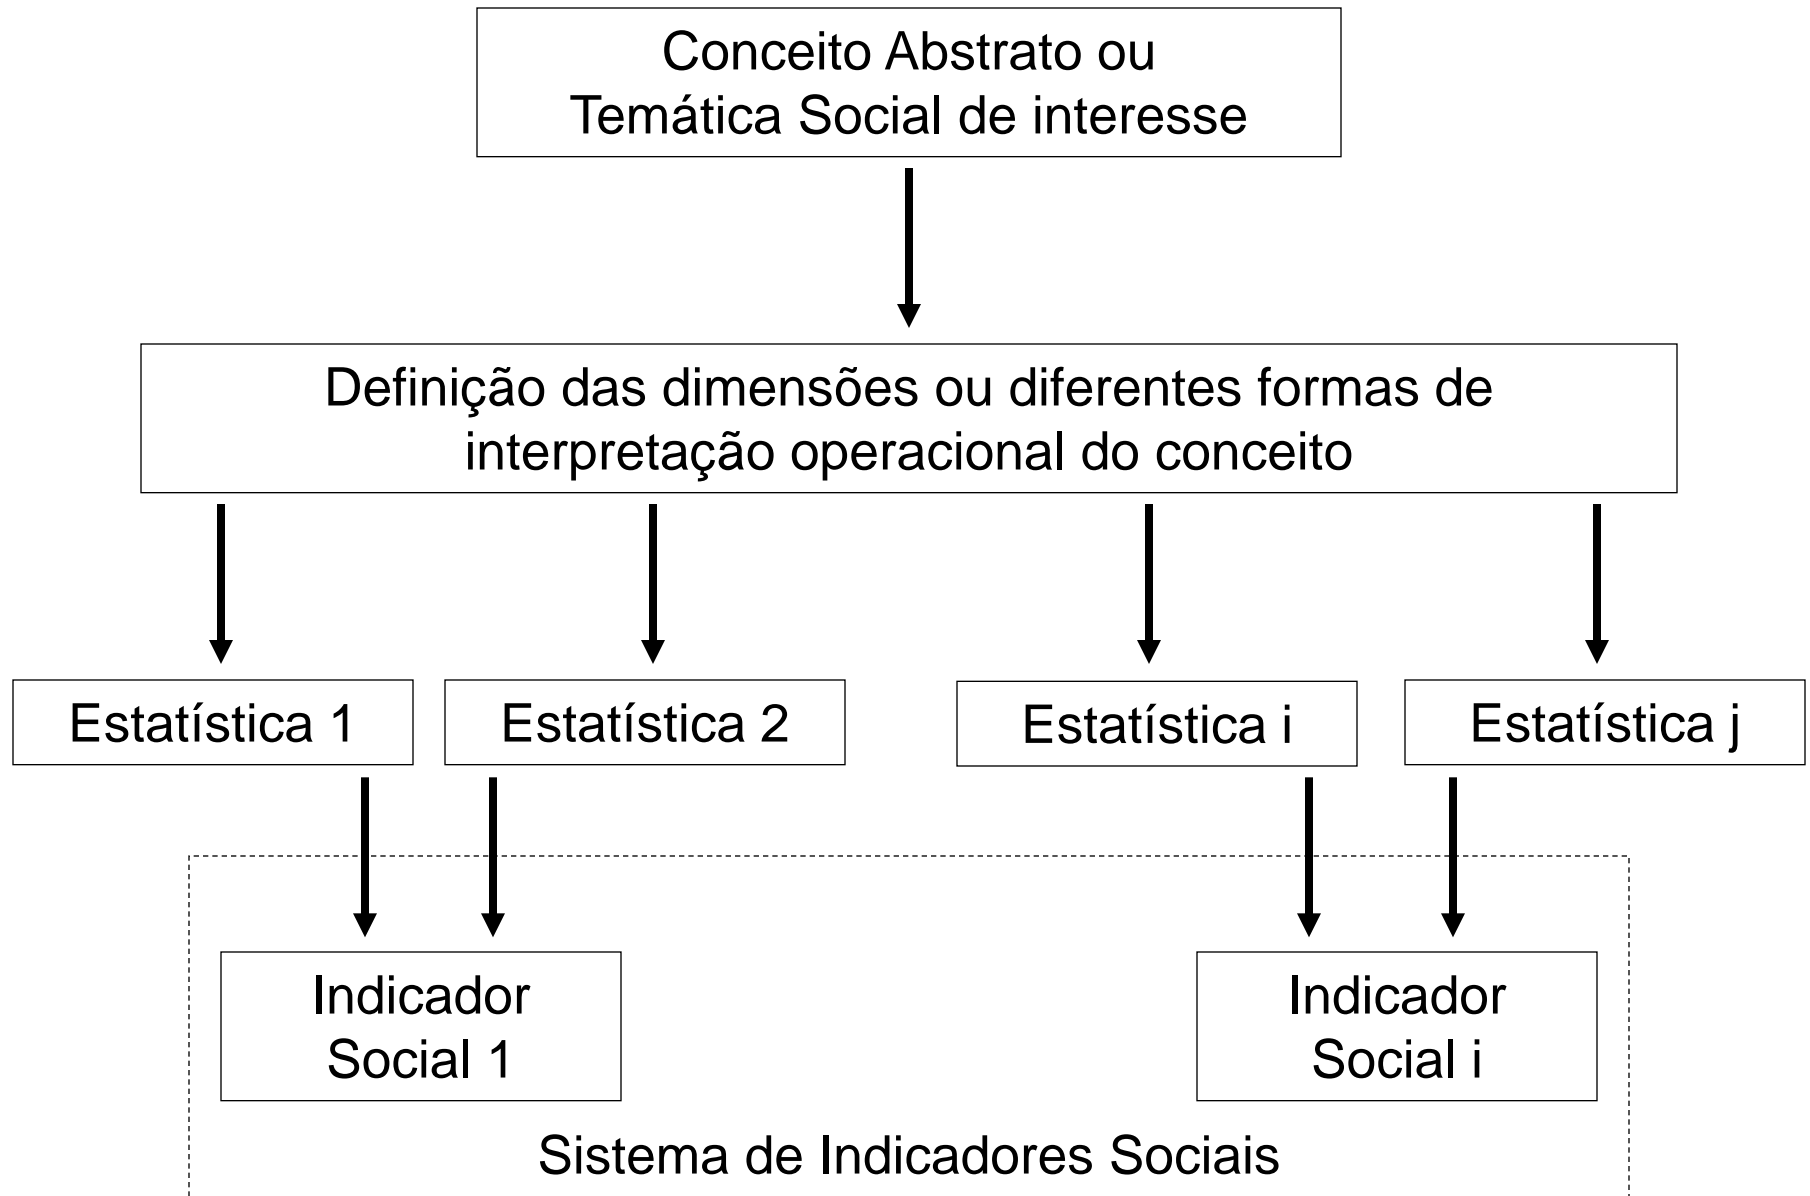 Conceito Abstrato ou
Temática Social de interesse
Definição das dimensões ou diferentes formas de
interpretação operacional do conceito
Estatística 1
Estatística 2
Estatística i
Estatística j
Indicador
Social 1
Indicador
Social i
Sistema de Indicadores Sociais